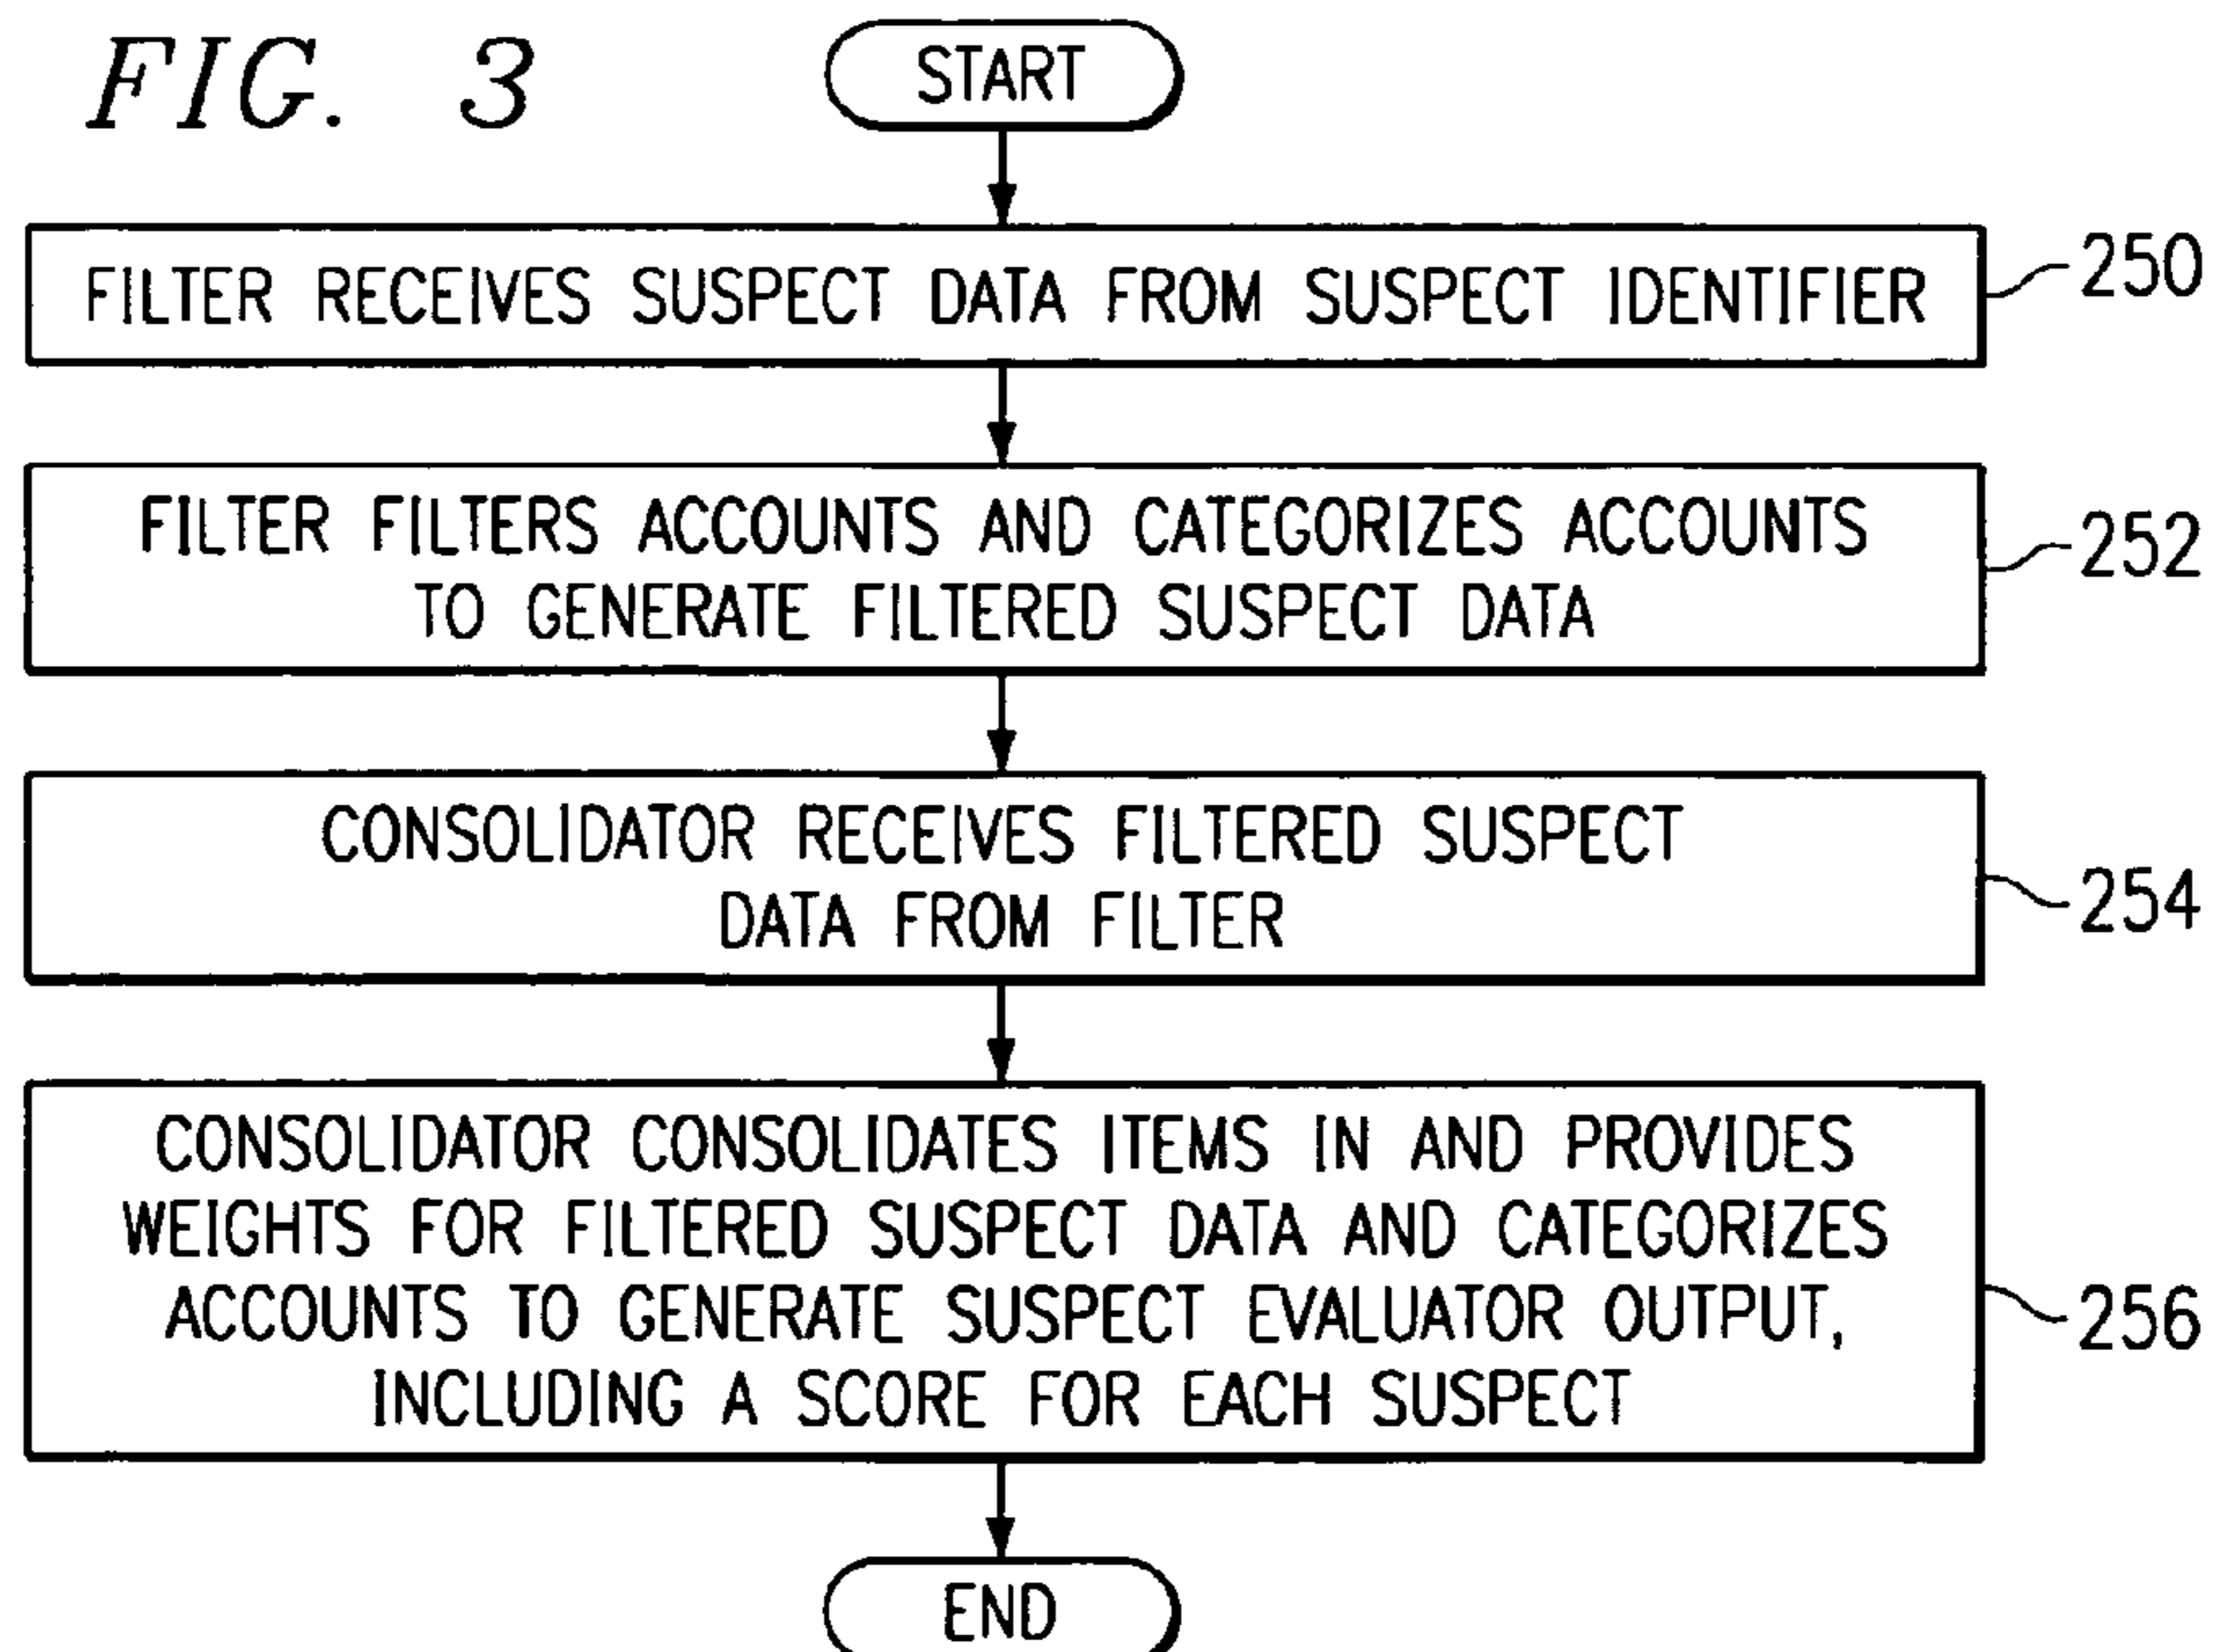 FIG. 3
START
FILTER RECEIVES SUSPECT DATA FROM SUSPECT IDENTIFIER
250
FILTER FILTERS ACCOUNTS AND CATEGORIZES ACCOUNTS
TO GENERATE FILTERED SUSPECT DATA
252
CONSOLIDATOR RECEIVES FILTERED SUSPECT
DATA FROM FILTER
254
CONSOLIDATOR CONSOLIDATES ITEMS IN AND PROVIDES
WEIGHTS FOR FILTERED SUSPECT DATA AND CATEGORIZES
ACCOUNTS TO GENERATE SUSPECT EVALUATOR OUTPUT,
INCLUDING A SCORE FOR EACH SUSPECT
256
END